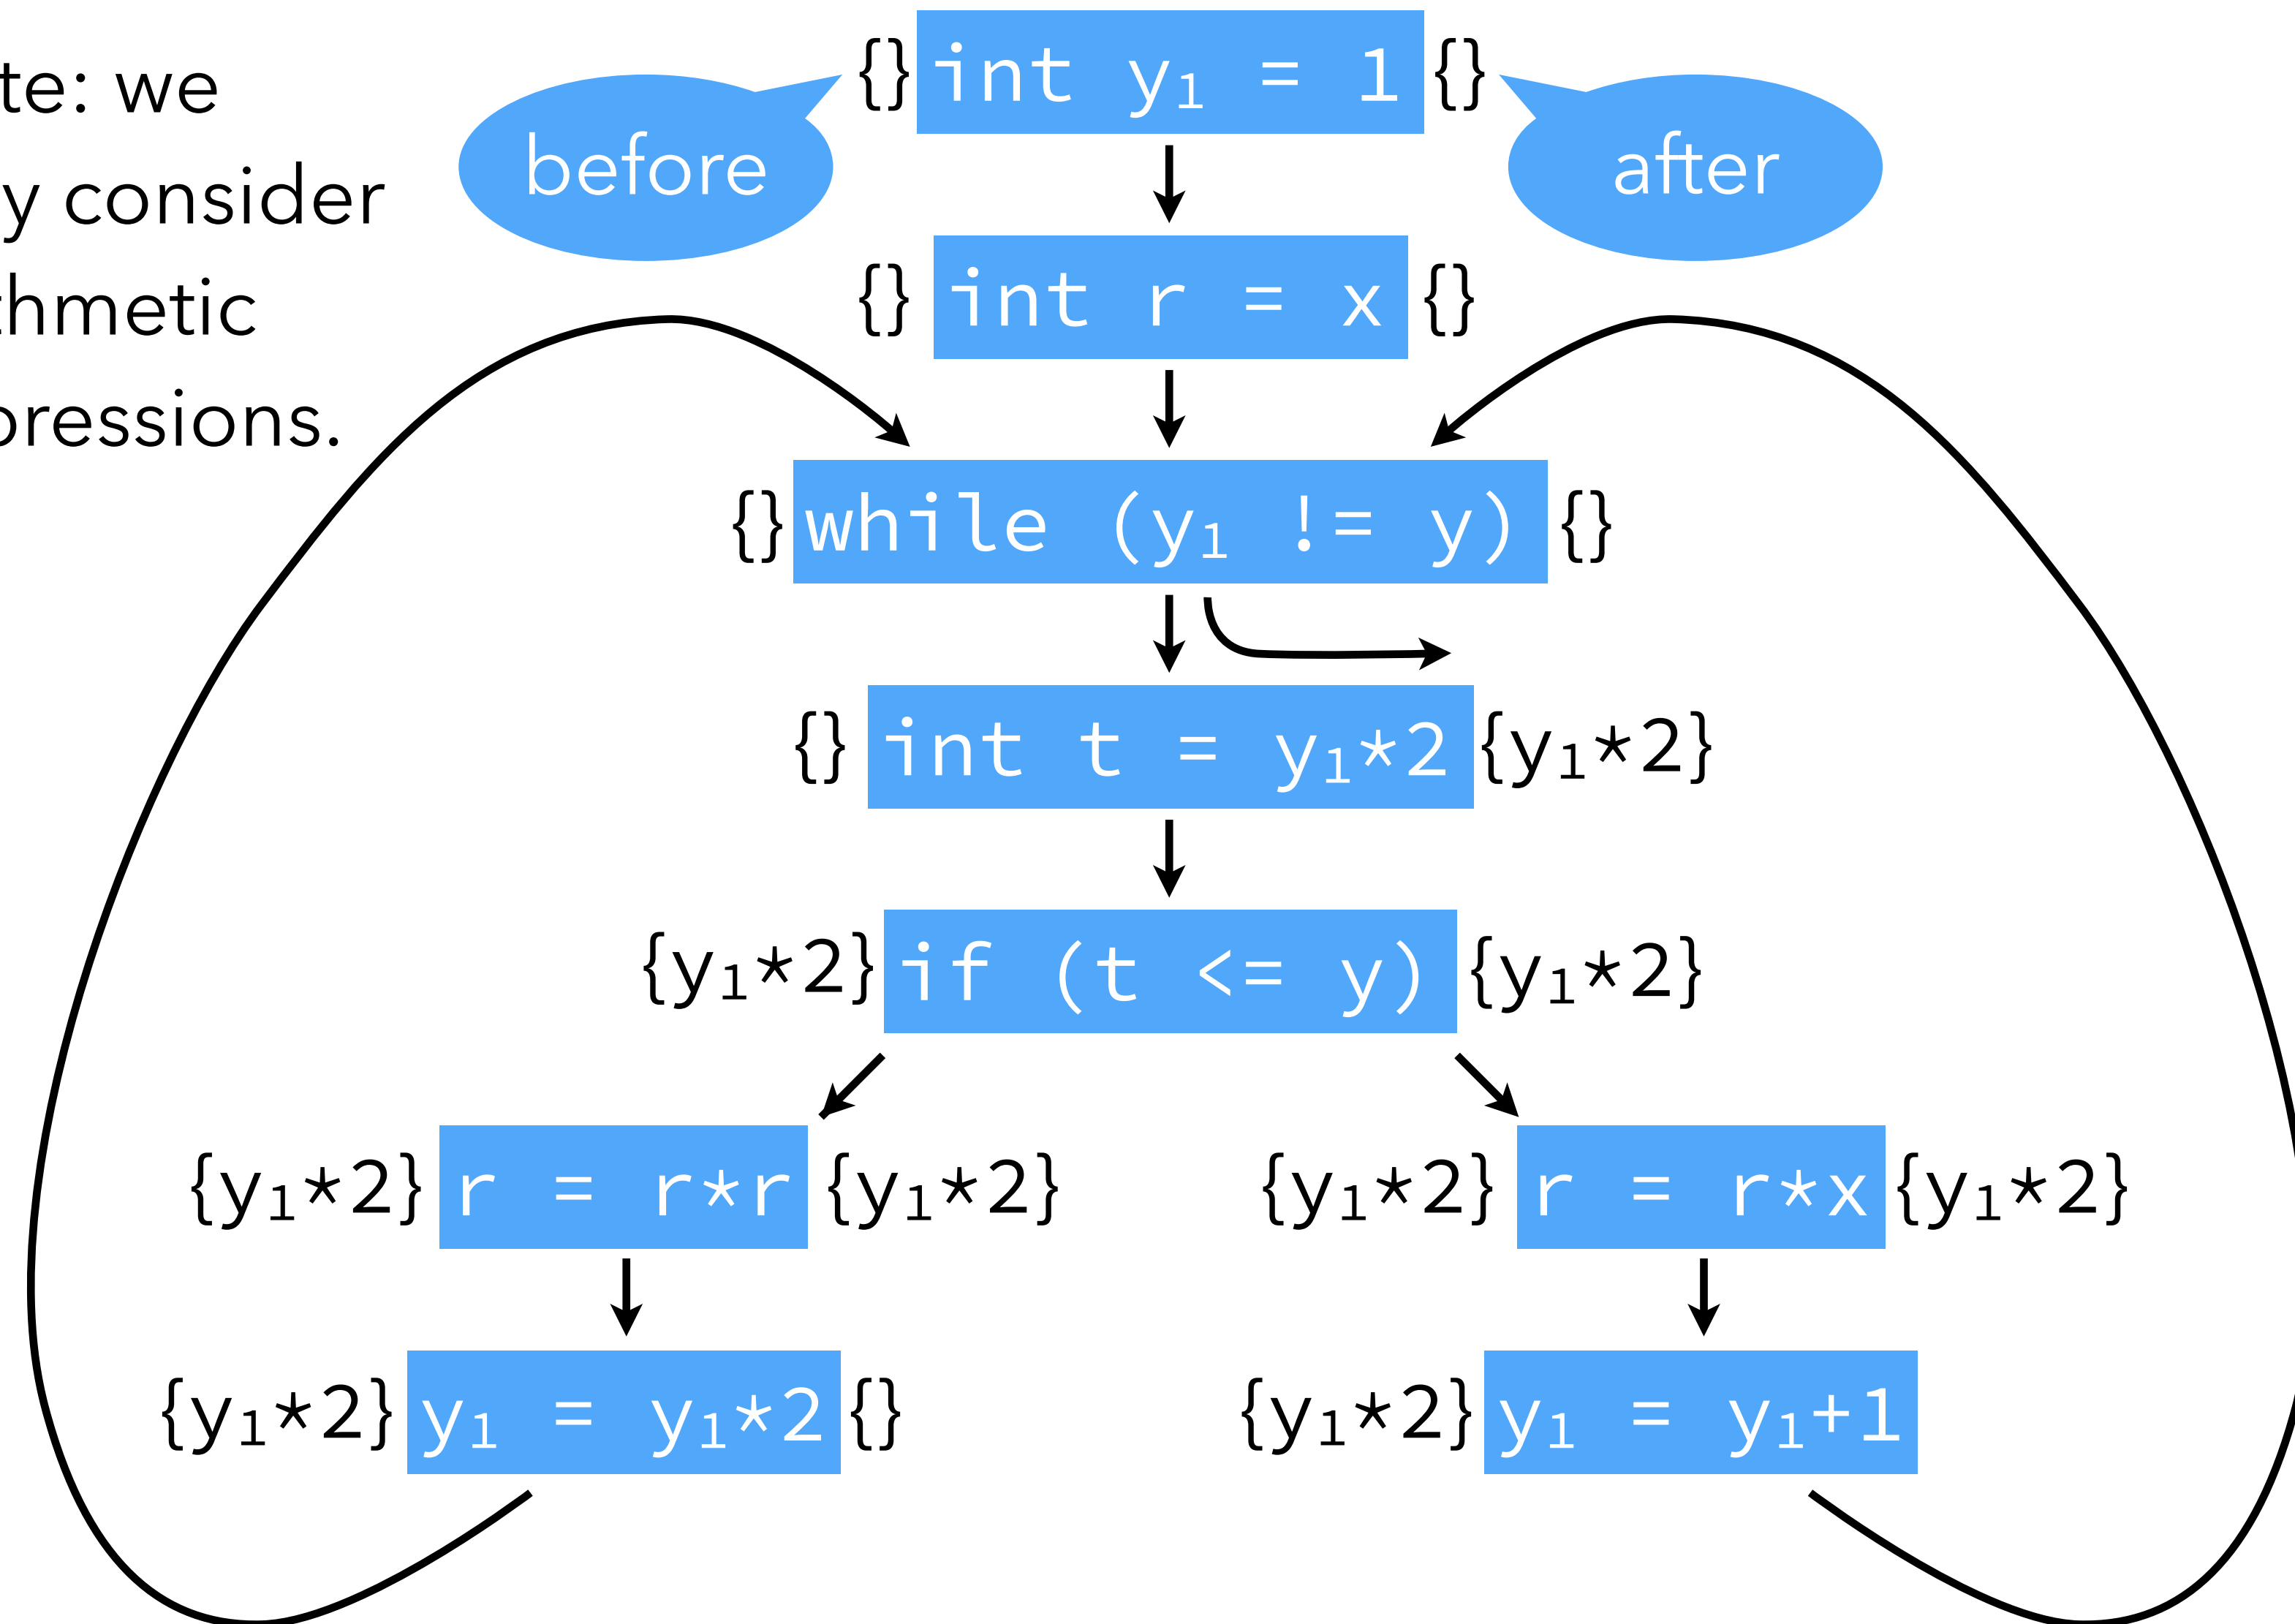 te: we
y consider
hmetic
ressions.
before
after
{} int y₁ = 1 {}
{} int r = x {}
{} while (y₁ != y) {}
{} int t = y₁*2 {y₁*2}
{y₁*2} if (t <= y) {y₁*2}
{y₁*2} r = r*r {y₁*2}
{y₁*2} r = r*x {y₁*2}
{y₁*2} y₁ = y₁*2 {}
{y₁*2} y₁ = y₁+1